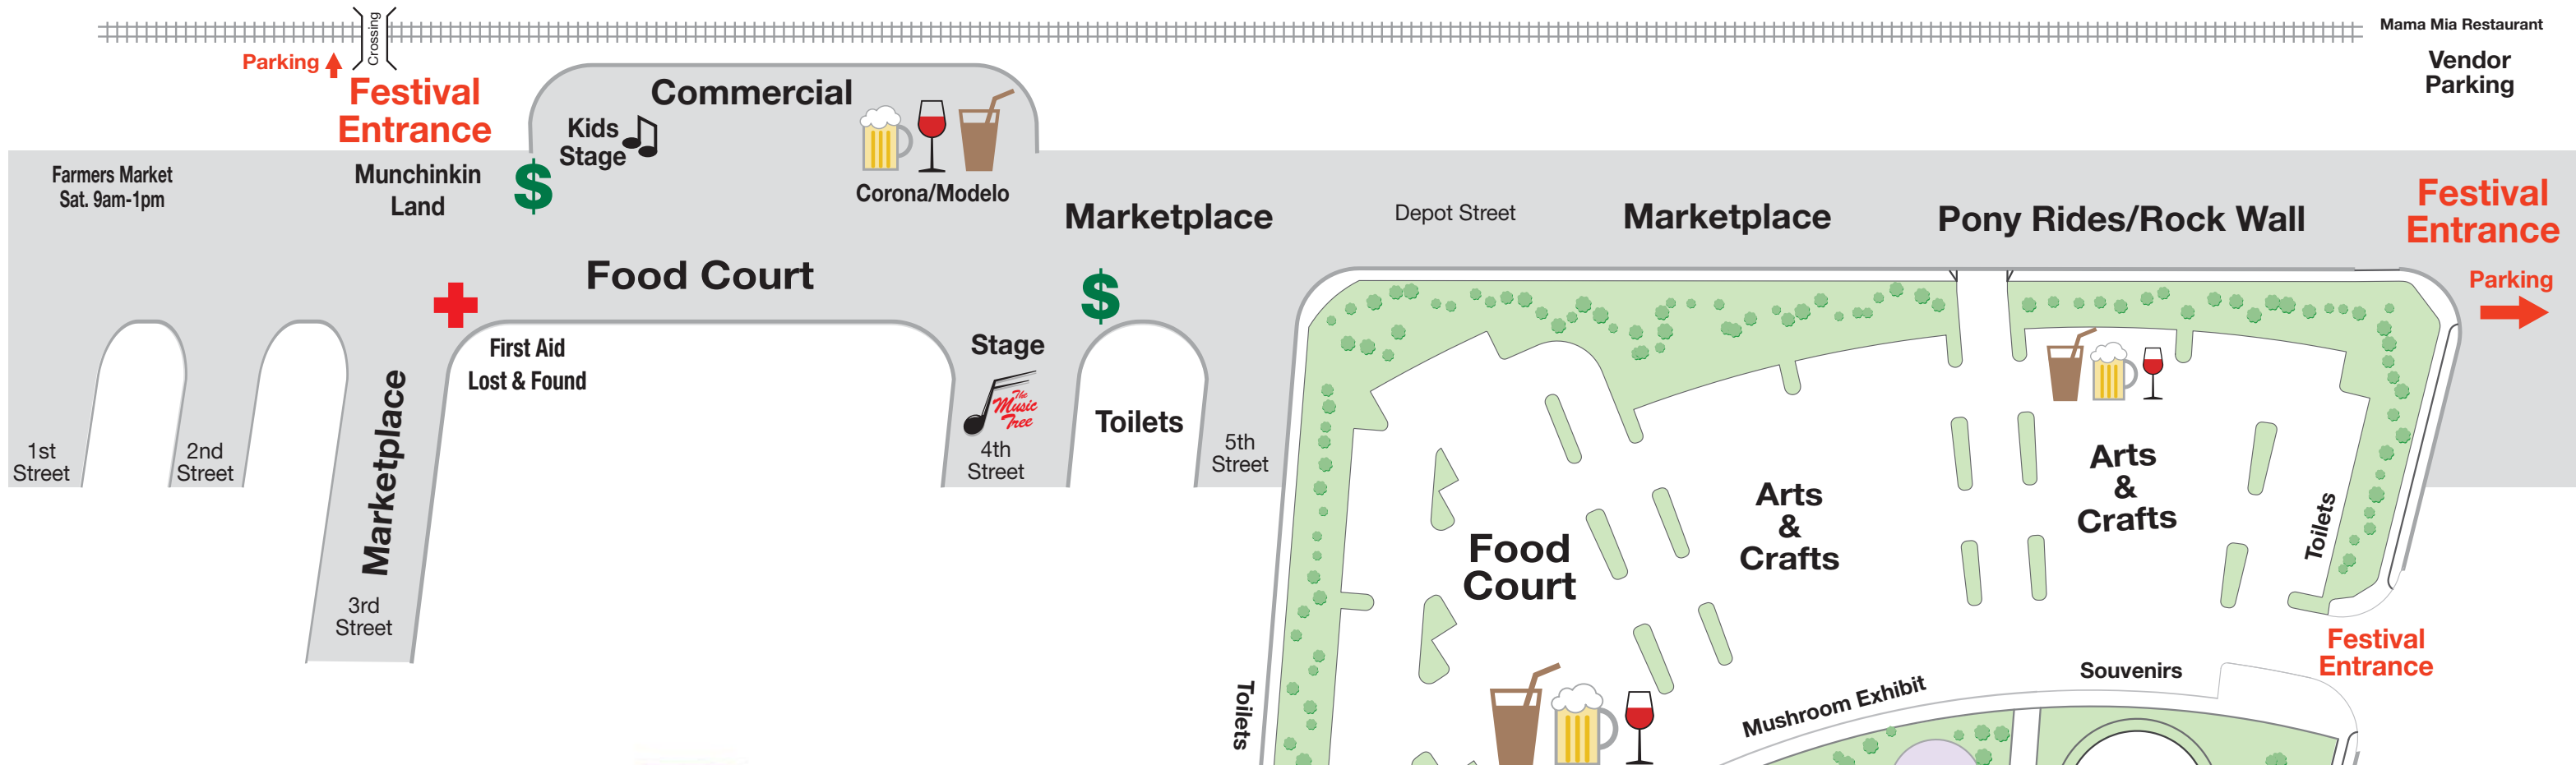 Crossing
Mama Mia Restaurant
Parking
Vendor
Parking
Festival
Entrance
Commercial
Kids
Stage
Farmers Market
Sat. 9am-1pm
Munchinkin
Land
$
Corona/Modelo
Marketplace
Depot Street
Marketplace
Pony Rides/Rock Wall
Festival
Entrance
Parking
Food Court
$
First Aid
Lost & Found
Stage
The
Music
Tree
Toilets
1st
Street
2nd
Street
Marketplace
3rd
Street
4th
Street
5th
Street
Food
Court
Arts
&
Crafts
Arts
&
Crafts
Toilets
Festival
Entrance
Souvenirs
Mushroom Exhibit
Toilets